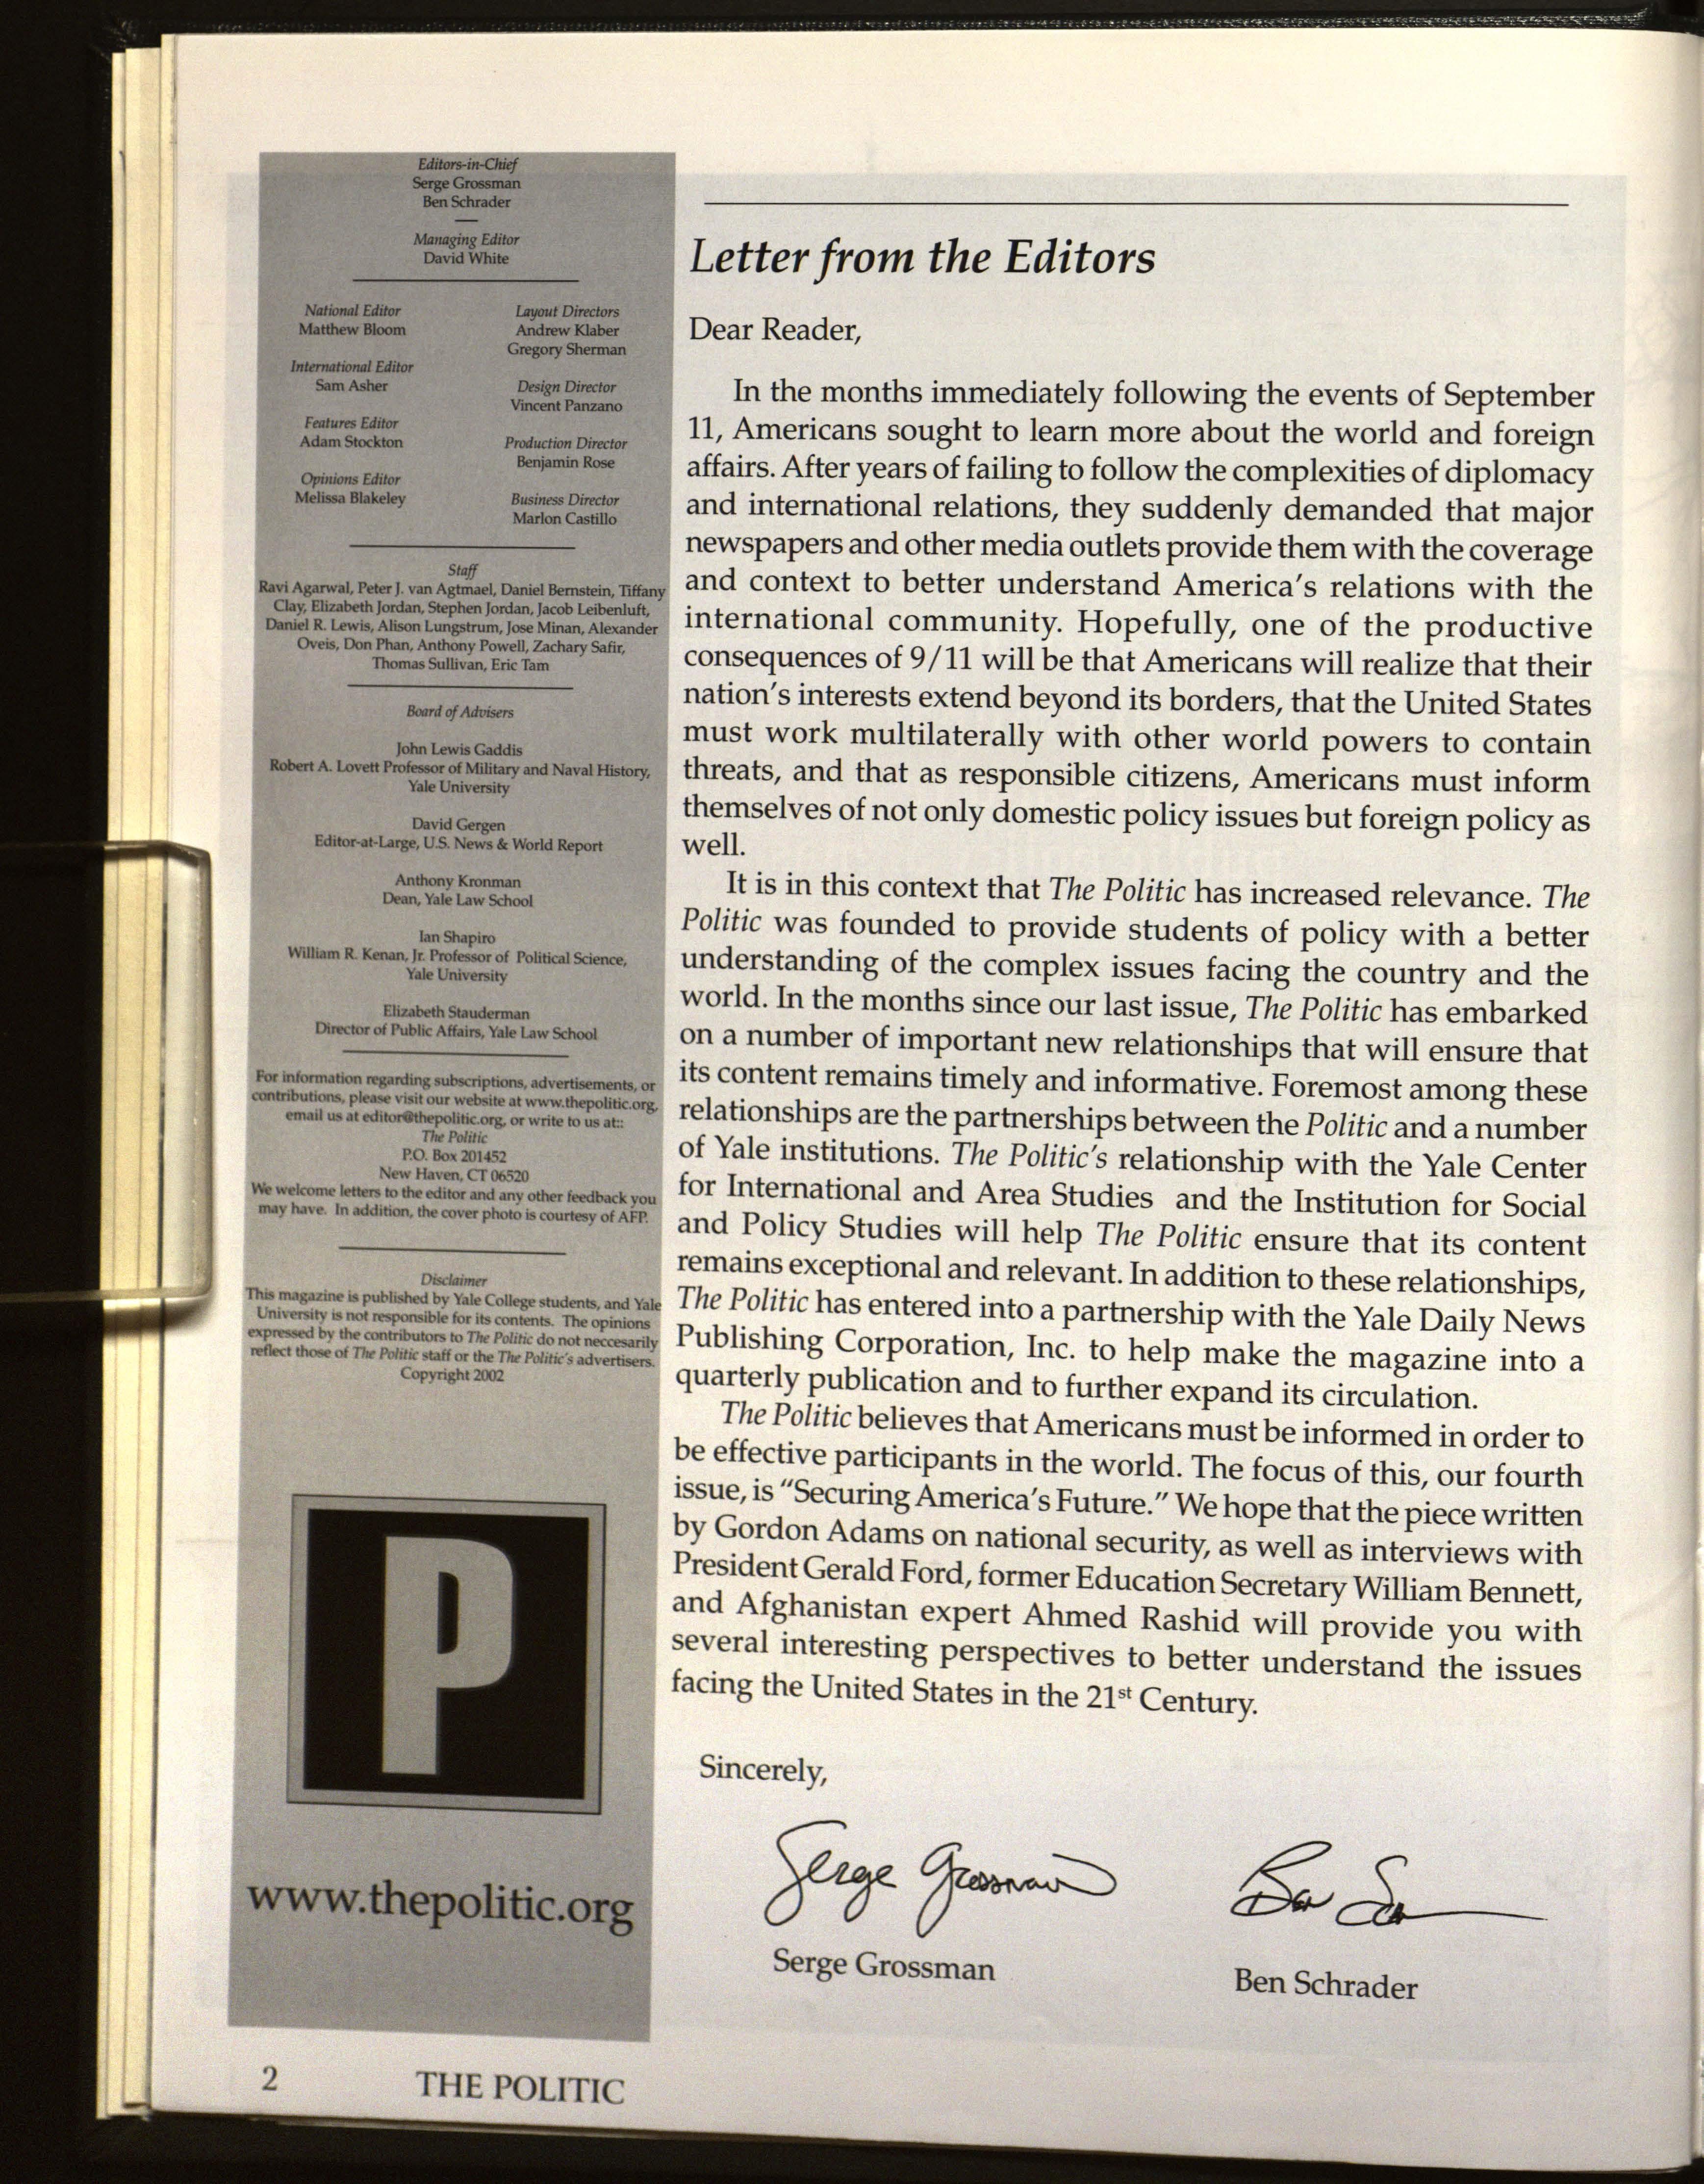 Editors-in-Chief
Serge Grossman
Ben Schrader
Managing Editor
David White
National Editor
Matthew Bloom
International Editor
Sam Asher
Features Editor
Adam Stockton
Opinions Editor
Melissa Blakeley
Layout Directors
Andrew Klaber
Gregory Sherman
Design Director
Vincent Panzano
Production Director
Benjamin Rose
Business Director
Marlon Castillo
Staff
Ravi Agarwal, Peter J. van Agtmael, Daniel Bernstein, Tiffany
Clay, Elizabeth Jordan, Stephen Jordan, Jacob Leibenluft,
Daniel R. Lewis, Alison Lungstrum, Jose Minan, Alexander
Oveis, Don Phan, Anthony Powell, Zachary Safir,
Thomas Sullivan, Eric Tam
Board of Advisers
John Lewis Gaddis
Robert A. Lovett Professor of Military and Naval History,
Yale University
David Gergen
Editor-at-Large, U.S. News & World Report
Anthony Kronman
Dean, Yale Law School
Ian Shapiro
William R. Kenan, Jr. Professor of Political Science,
Yale University
Elizabeth Stauderman
Director of Public Affairs, Yale Law School
For information regarding subscriptions, advertisements, or
contributions, please visit our website at www.thepolitic.org,
email us at editor@thepolitic.org, or write to us at::
The Politic
P.O. Box 201452
New Haven, CT 06520
We welcome letters to the editor and any other feedback you
may have. In addition, the cover photo is courtesy of AFP.
Disclaimer
This magazine is published by Yale College students, and Yale
University is not responsible for its contents. The opinions
expressed by the contributors to The Politic do not neccesarily
reflect those of The Politic staff or the The Politic's advertisers.
Copyright 2002
P
www.thepolitic.org
Letter from the Editors
Dear Reader,
In the months immediately following the events of September
11, Americans sought to learn more about the world and foreign
affairs. After years of failing to follow the complexities of diplomacy
and international relations, they suddenly demanded that major
newspapers and other media outlets provide them with the coverage
and context to better understand America's relations with the
international community. Hopefully, one of the productive
consequences of 9/11 will be that Americans will realize that their
nation's interests extend beyond its borders, that the United States
must work multilaterally with other world powers to contain
threats, and that as responsible citizens, Americans must inform
themselves of not only domestic policy issues but foreign policy as
well.
It is in this context that The Politic has increased relevance. The
Politic was founded to provide students of policy with a better
understanding of the complex issues facing the country and the
world. In the months since our last issue, The Politic has embarked
on a number of important new relationships that will ensure that
its content remains timely and informative. Foremost among these
relationships are the partnerships between the Politic and a number
of Yale institutions. The Politic's relationship with the Yale Center
for International and Area Studies and the Institution for Social
and Policy Studies will help The Politic ensure that its content
remains exceptional and relevant. In addition to these relationships,
The Politic has entered into a partnership with the Yale Daily News
Publishing Corporation, Inc. to help make the magazine into a
quarterly publication and to further expand its circulation.
The Politic believes that Americans must be informed in order to
be effective participants in the world. The focus of this, our fourth
issue, is "Securing America's Future." We hope that the piece written
by Gordon Adams on national security, as well as interviews with
President Gerald Ford, former Education Secretary William Bennett,
and Afghanistan expert Ahmed Rashid will provide you with
several interesting perspectives to better understand the issues
facing the United States in the 21st Century.
Sincerely,
Serge Grossman
Serge Grossman
Ben Schrader
2
THE POLITIC